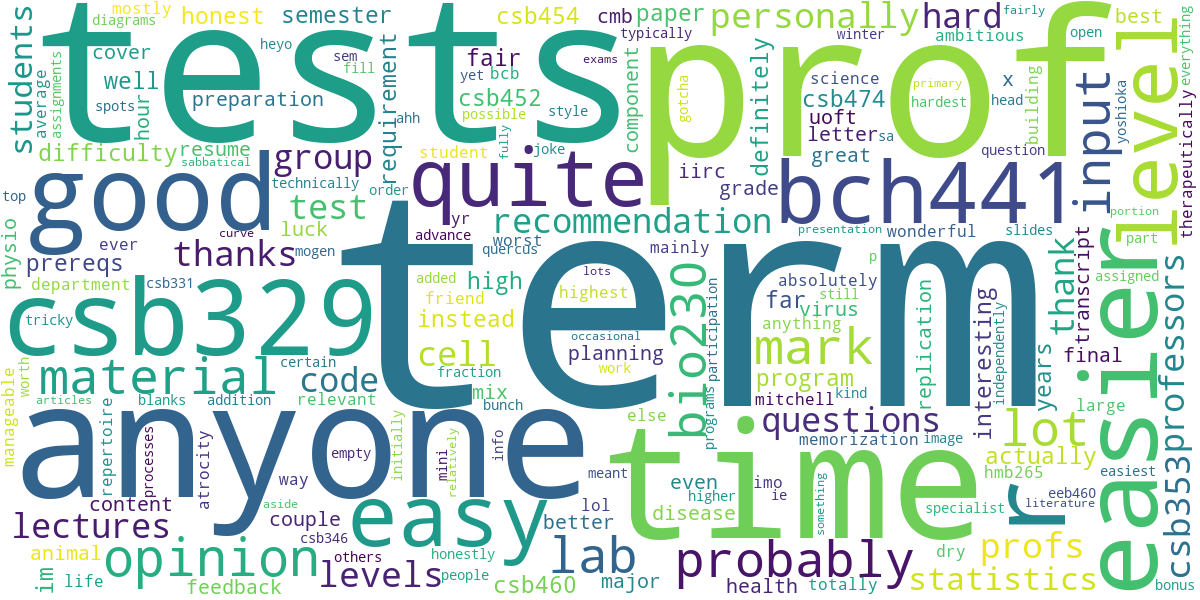 tests
prof
term
anyone
time
good
csb329
quite
bch441
easier
level
easy
opinion
probably
material
lab
mark
input
hard
personally
lot
profs
statistics
questions
recommendation
bio230
cell
group
thanks
levels
lectures
code
test
students
honest
semester
mostly
diagrams
cover
well
average
assignments
hour
spots
preparation
heyo
sem
fill
requirement
difficulty
resume
sabbatical
fully
technically
order
top
ever
mogen
curve
luck
prereqs
physio
department
csb331
tricky
worth
manageable
articles
blanks
certain
addition
relevant
repertoire
processes
atrocity
way
content
im
animal
life
feedback
couple
csb346
others
aside
empty
mini
info
initially
relatively
lol
better
honestly
people
csb460
major
mix
bunch
fraction
meant
friend
added
instead
high
advance
yr
worst
quercus
iirc
grade
student
possible
style
joke
ahh
yet
bcb
csb452
fair
csb454
cmb
paper
typically
exams
component
gotcha
definitely
primary
hardest
science
csb474
uoft
letter
sa
great
winter
ambitious
fairly
best
open
x
head
building
question
yoshioka
everything
therapeutically
presentation
slides
portion
part
wonderful
mainly
absolutely
p
far
still
virus
anything
planning
program
mitchell
kind
replication
interesting
independently
thank
years
transcript
final
assigned
large
professors
csb353
r
highest
lots
occasional
work
else
programs
participation
memorization
image
actually
hmb265
easiest
eeb460
literature
specialist
even
imo
ie
higher
disease
something
health
totally
dry
bonus